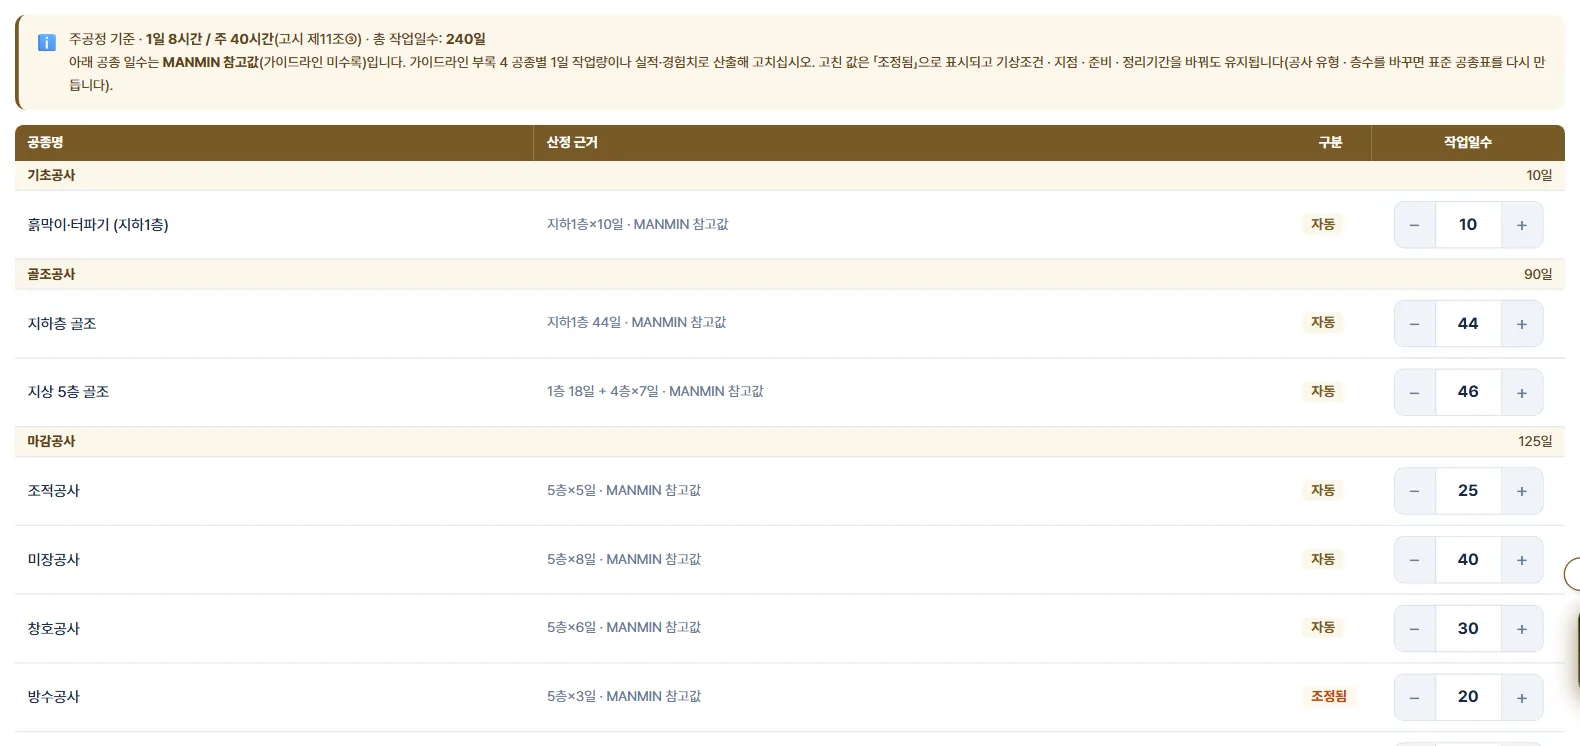 주공정 기준 · 1일 8시간 / 주 40시간(고시 제11조③) · 총 작업일수: 240일
아래 공종 일수는 MANMIN 참고값(가이드라인 미수록)입니다. 가이드라인 부록 4 공종별 1일 작업량이나 실적·경험치로 산출해 고치십시오. 고친 값은 「조정됨」으로 표시되고 기상조건 · 지점 · 준비 · 정리기간을 바꿔도 유지됩니다(공사 유형 · 층수를 바꾸면 표준 공종표를 다시 만
듭니다).
공종명 산정 근거 구분 작업일수
기초공사 10일
흙막이·터파기 (지하1층) 지하1층×10일 · MANMIN 참고값 자동 − 10 +
골조공사 90일
지하층 골조 지하1층 44일 · MANMIN 참고값 자동 − 44 +
지상 5층 골조 1층 18일 + 4층×7일 · MANMIN 참고값 자동 − 46 +
마감공사 125일
조적공사 5층×5일 · MANMIN 참고값 자동 − 25 +
미장공사 5층×8일 · MANMIN 참고값 자동 − 40 +
창호공사 5층×6일 · MANMIN 참고값 자동 − 30 +
방수공사 5층×3일 · MANMIN 참고값 조정됨 − 20 +